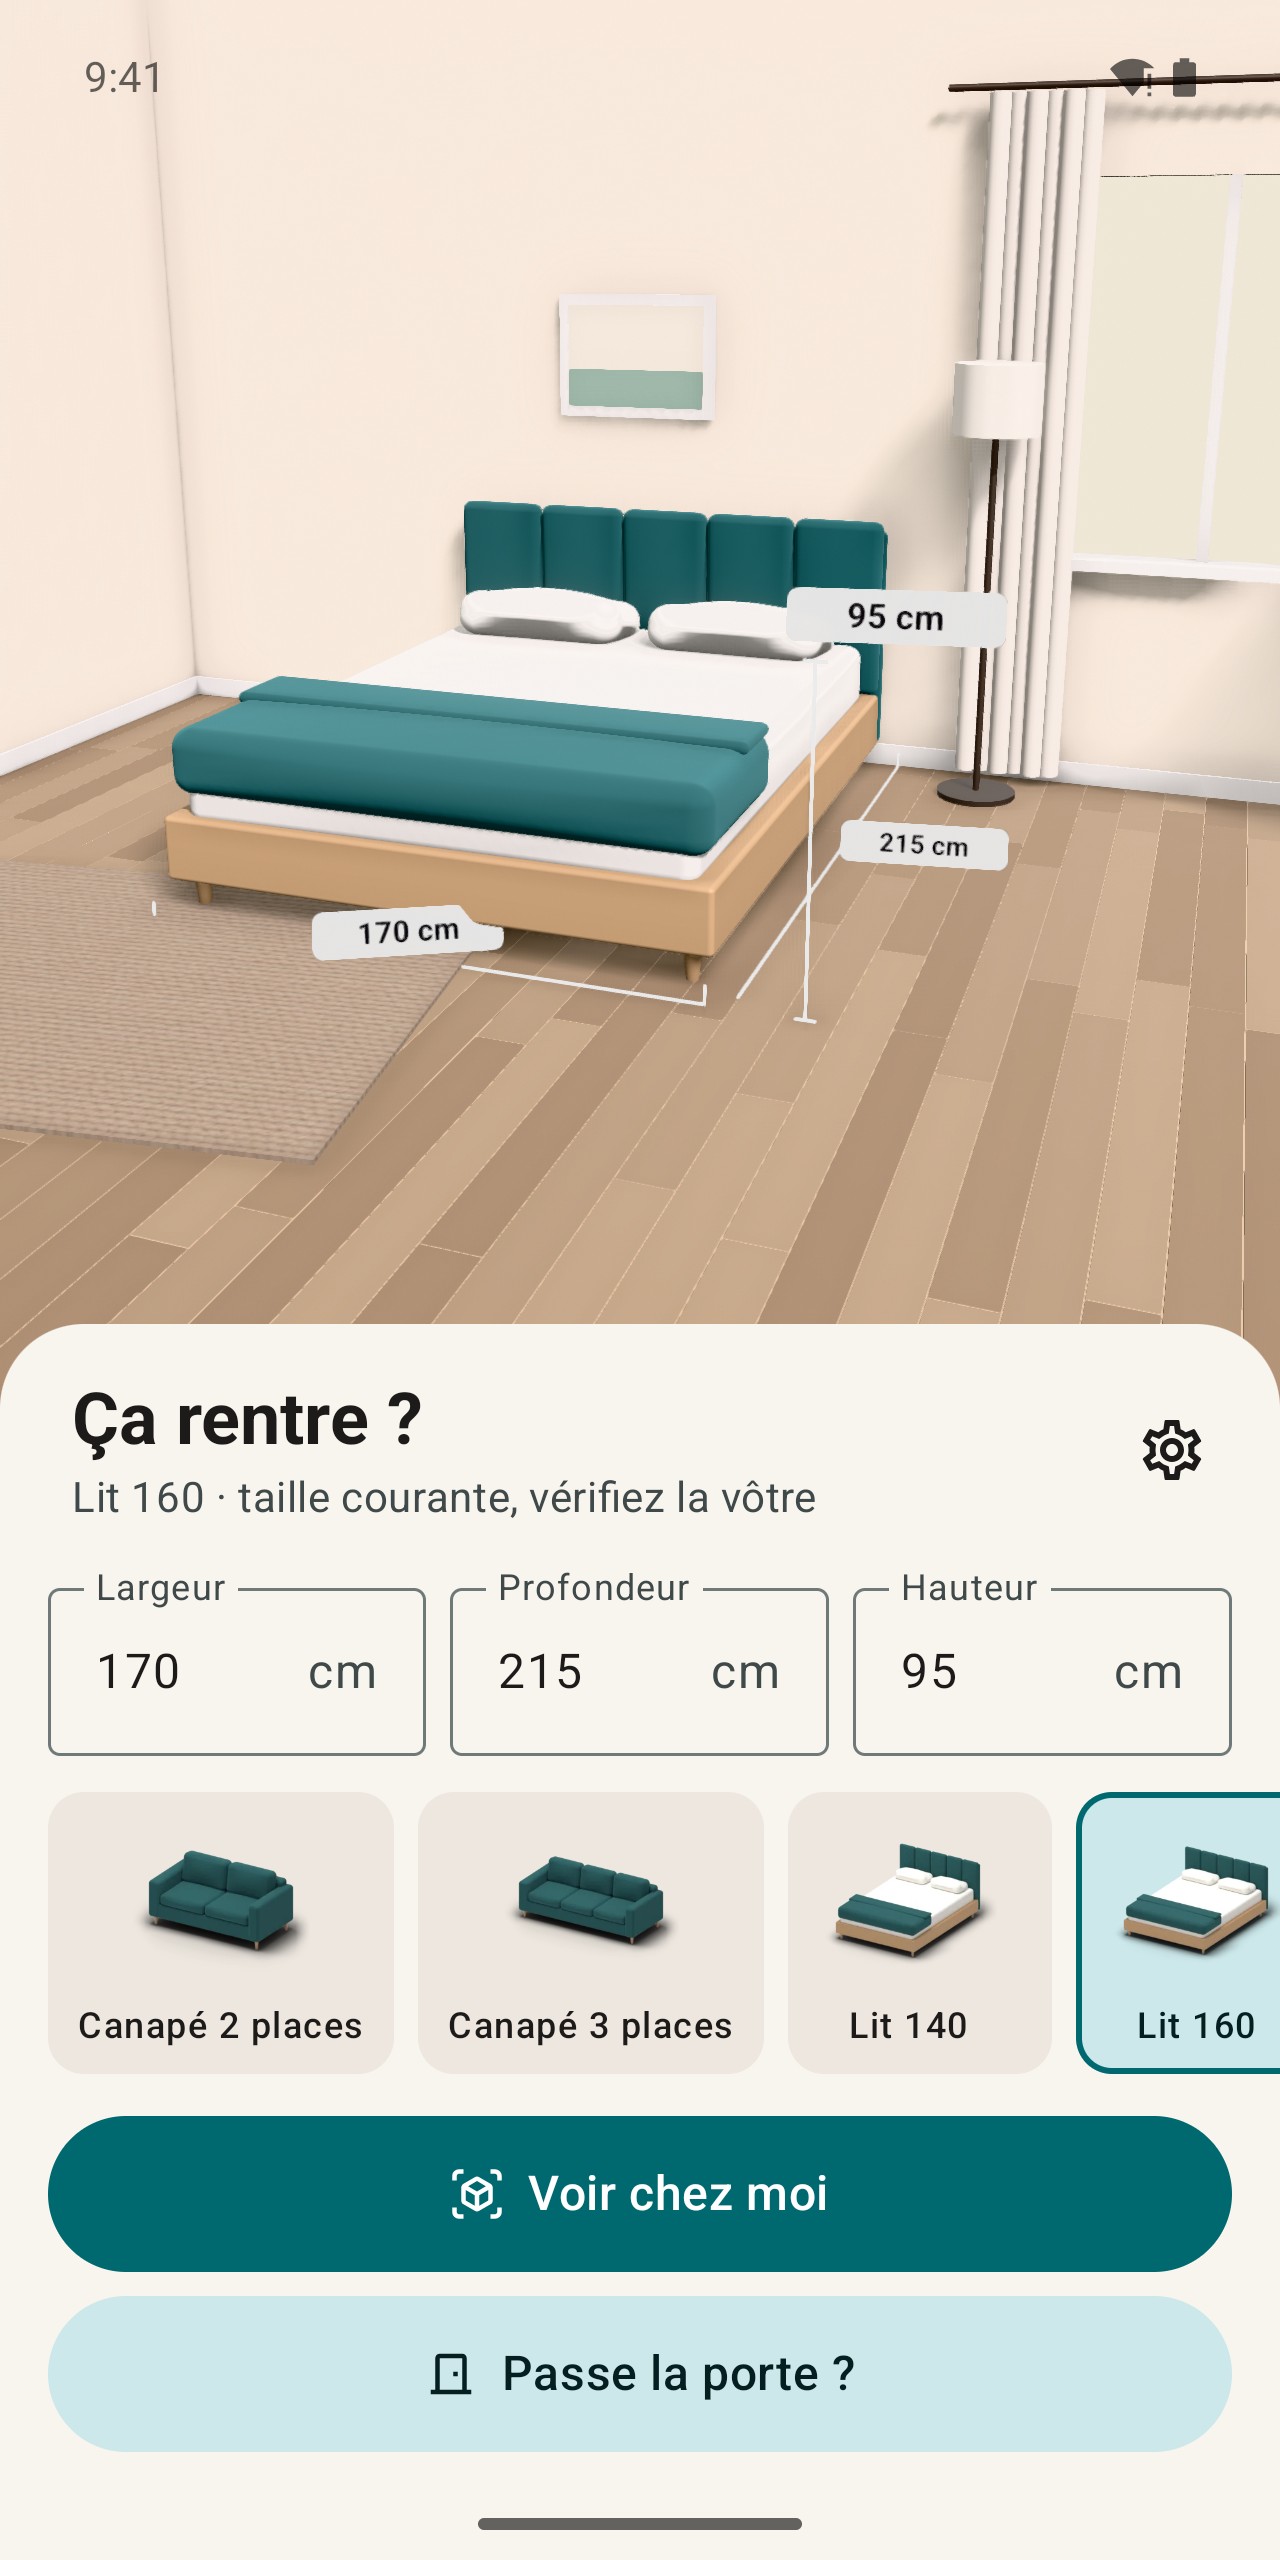 9:41
95 cm
215 cm
170 cm
Ça rentre ?
Lit 160 · taille courante, vérifiez la vôtre
Largeur Profondeur Hauteur
170 cm 215 cm 95 cm
Canapé 2 places Canapé 3 places Lit 140 Lit 160
Voir chez moi
Passe la porte ?